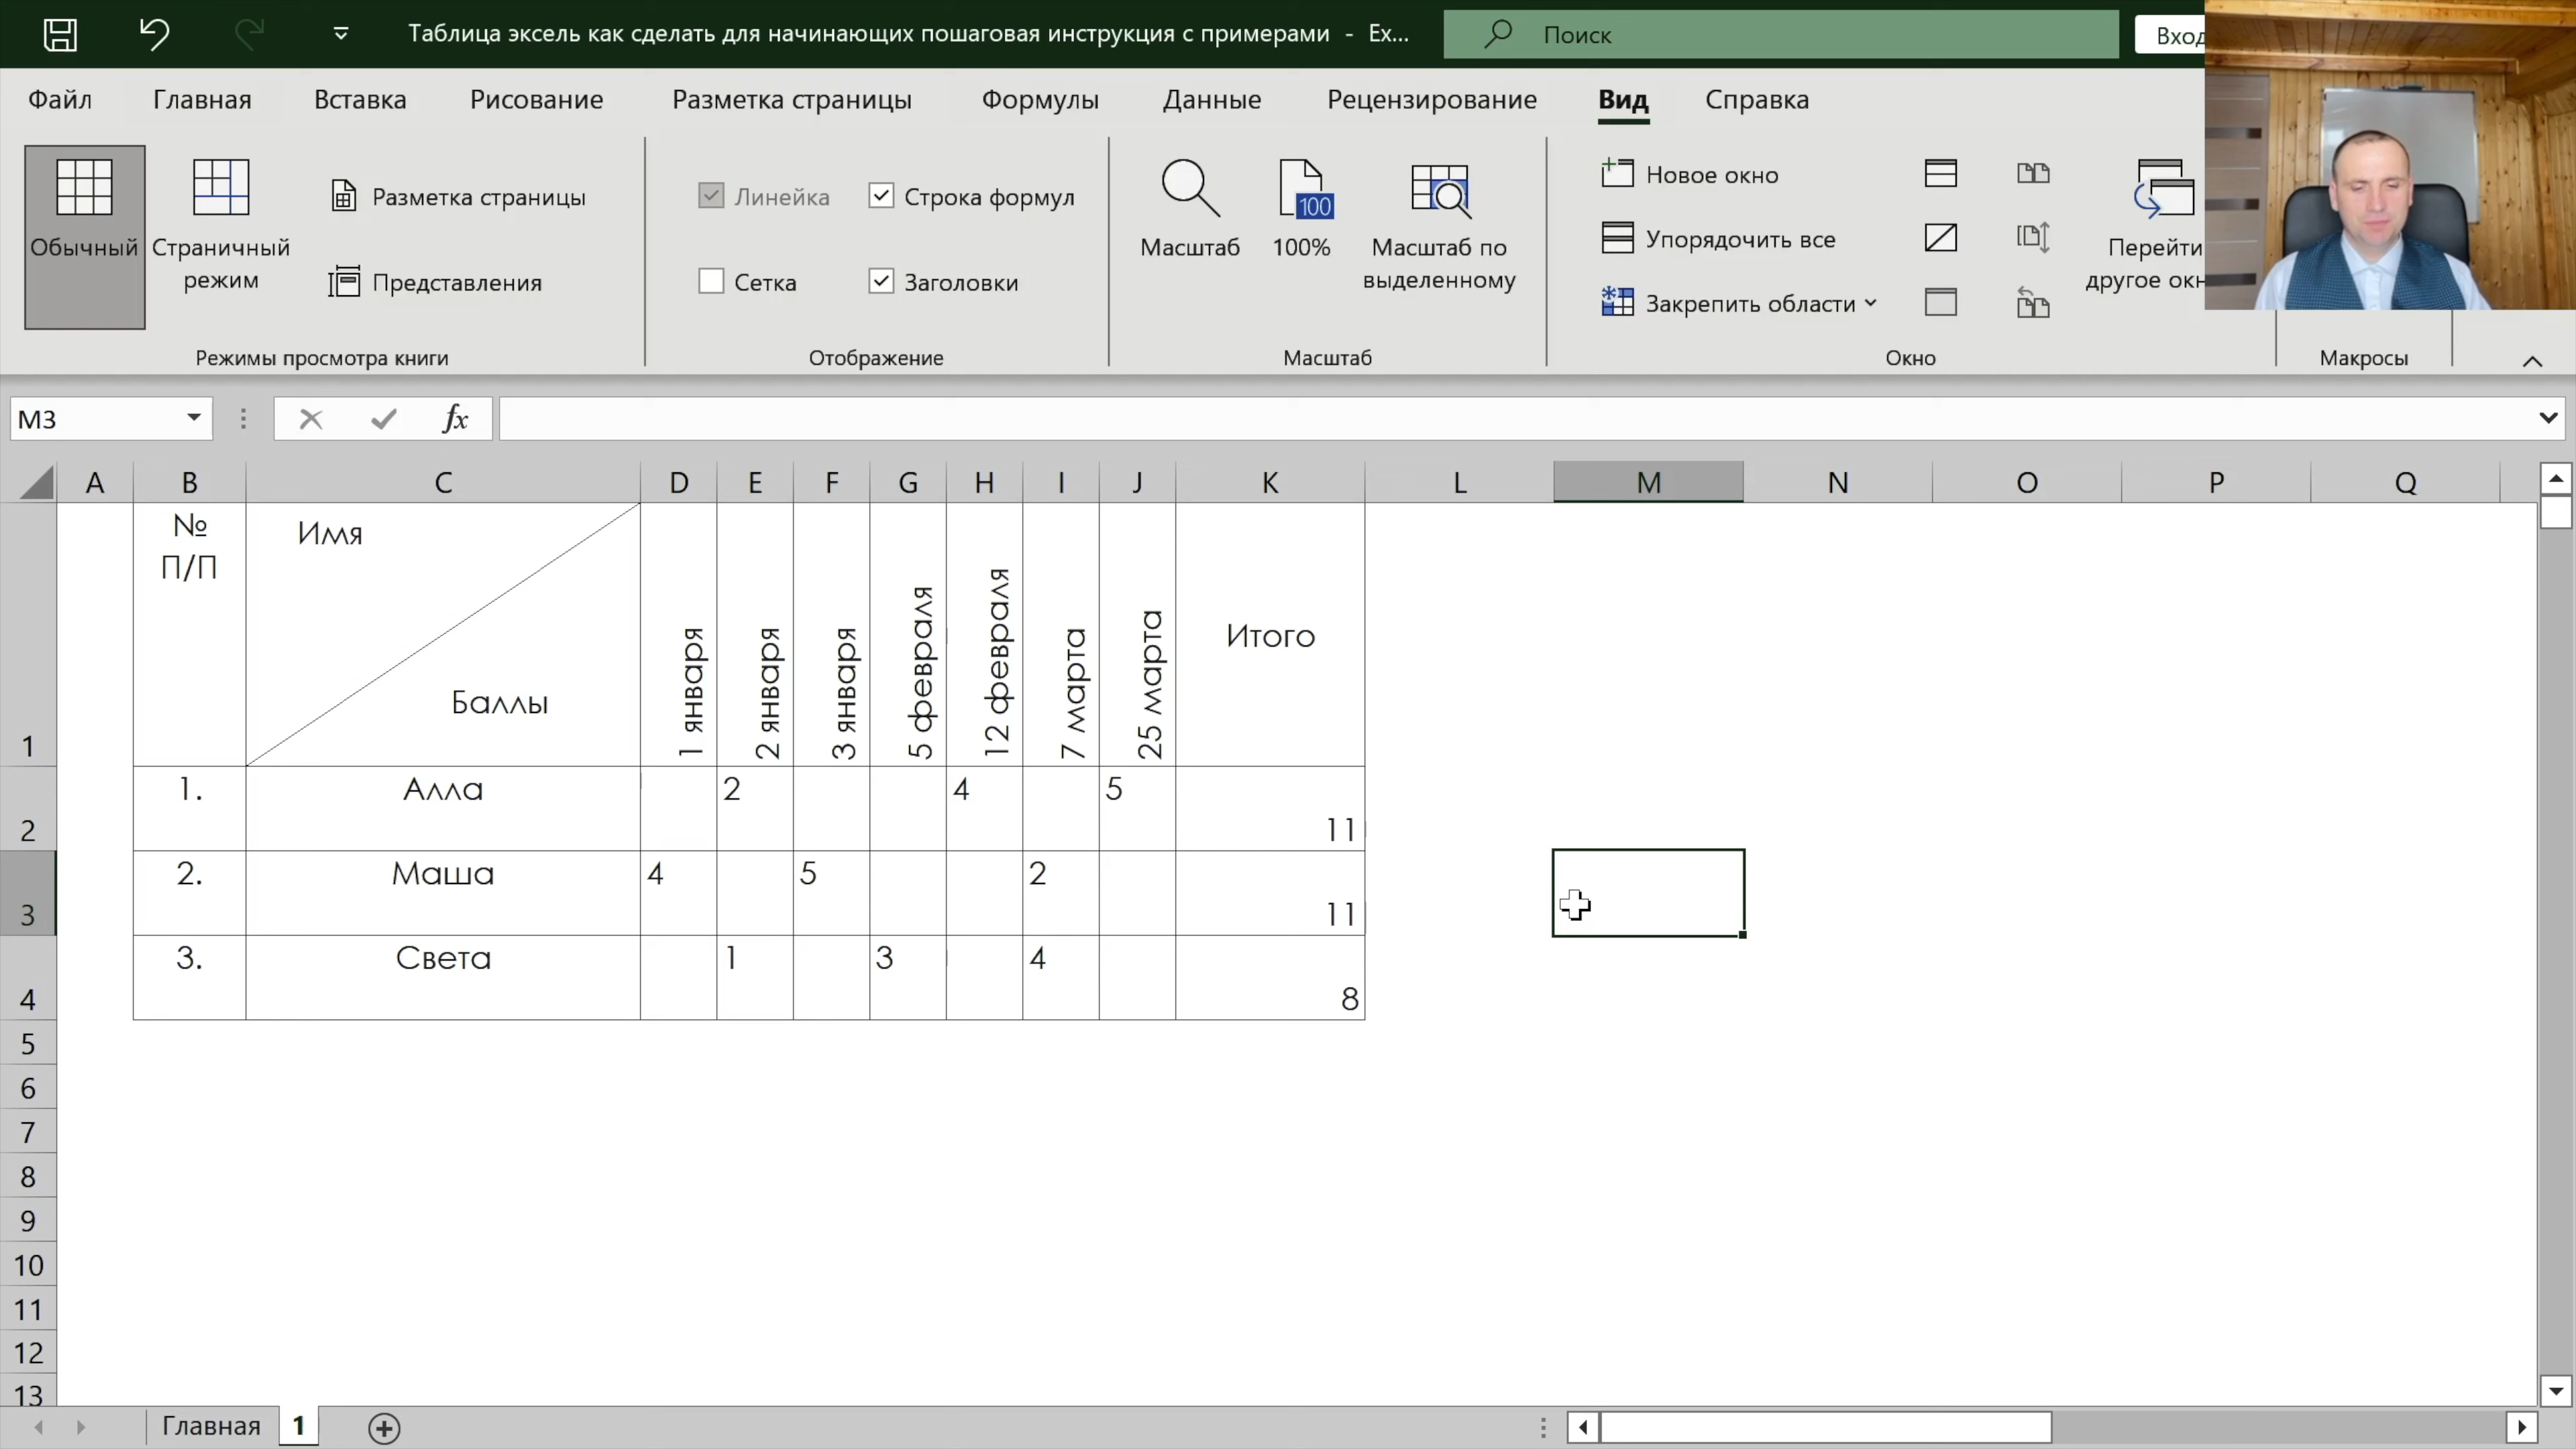 Таблица эксель как сделать для начинающих пошаговая инструкция с примерами - Ex...
Поиск
Вход
Файл Главная Вставка Рисование Разметка страницы Формулы Данные Рецензирование Вид Справка
Обычный
Страничный режим
Разметка страницы
Представления
Режимы просмотра книги
Линейка
Строка формул
Сетка
Заголовки
Отображение
Масштаб
100
100%
Масштаб по выделенному
Масштаб
Новое окно
Упорядочить все
Закрепить области
Перейти
другое окн
Окно
Макросы
M3
fx
A B C D E F G H I J K L M N O P Q
№ П/П
Имя
Баллы
1 января
2 января
3 января
5 февраля
12 февраля
7 марта
25 марта
Итого
1
1. Алла 2 4 5 11
2
2. Маша 4 5 2 11
3
3. Света 1 3 4 8
4
5
6
7
8
9
10
11
12
13
Главная 1